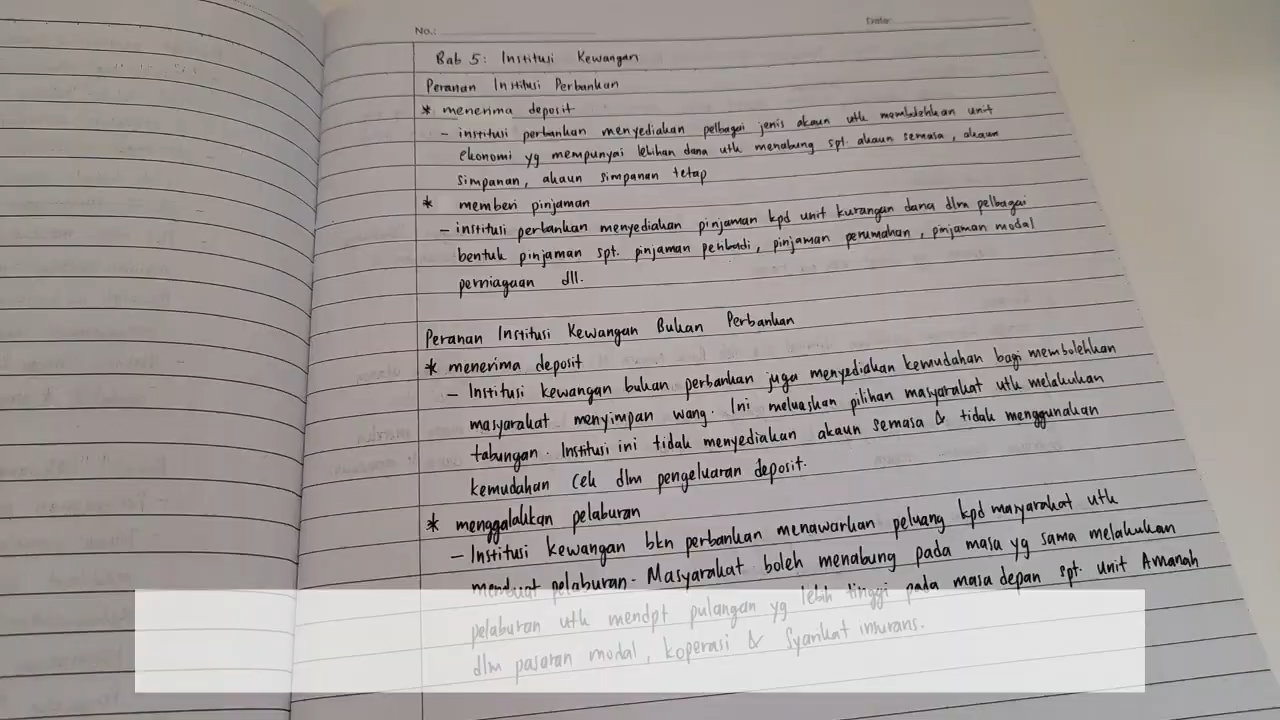 No.:
Date:
Bab 5: Institusi Kewangan
Peranan Institusi Perbankan
* menerima deposit
- institusi perbankan menyediakan pelbagai jenis akaun utk membolehkan unit
ekonomi yg mempunyai lebihan dana utk menabung spt. akaun semasa, akaun
simpanan, akaun simpanan tetap
* memberi pinjaman
- institusi perbankan menyediakan pinjaman kpd unit kurangan dana dlm pelbagai
bentuk pinjaman spt. pinjaman peribadi, pinjaman perumahan, pinjaman modal
perniagaan dll.
Peranan Institusi Kewangan Bukan Perbankan
* menerima deposit
- Institusi kewangan bukan perbankan juga menyediakan kemudahan bagi membolehkan
masyarakat menyimpan wang. Ini meluaskan pilihan masyarakat utk melakukan
tabungan. Institusi ini tidak menyediakan akaun semasa & tidak menggunakan
kemudahan cek dlm pengeluaran deposit.
* menggalakkan pelaburan
- Institusi kewangan bkn perbankan menawarkan peluang kpd masyarakat utk
membuat pelaburan. Masyarakat boleh menabung pada masa yg sama melakukan
pelaburan utk mendpt pulangan yg lebih tinggi pada masa depan spt. unit Amanah
dlm pasaran modal, koperasi & syarikat insurans.